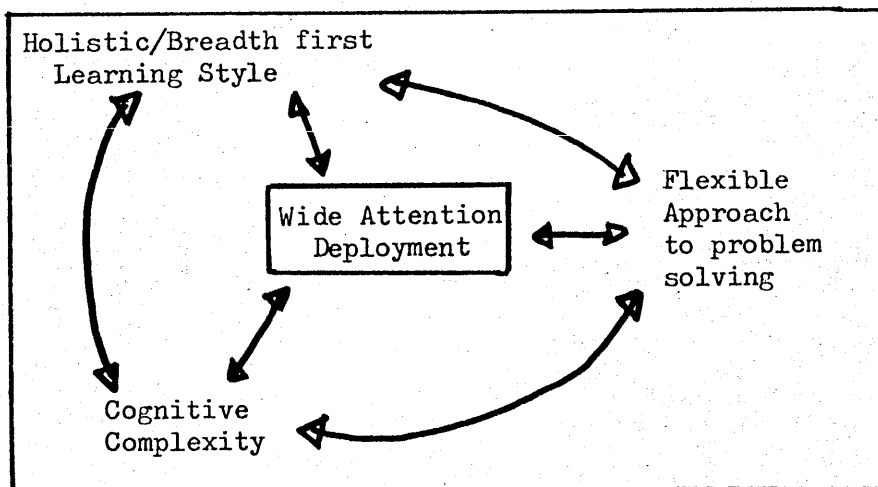 Holistic/Breadth first
Learning Style
Wide Attention
Deployment
Flexible
Approach
to problem
solving
Cognitive
Complexity